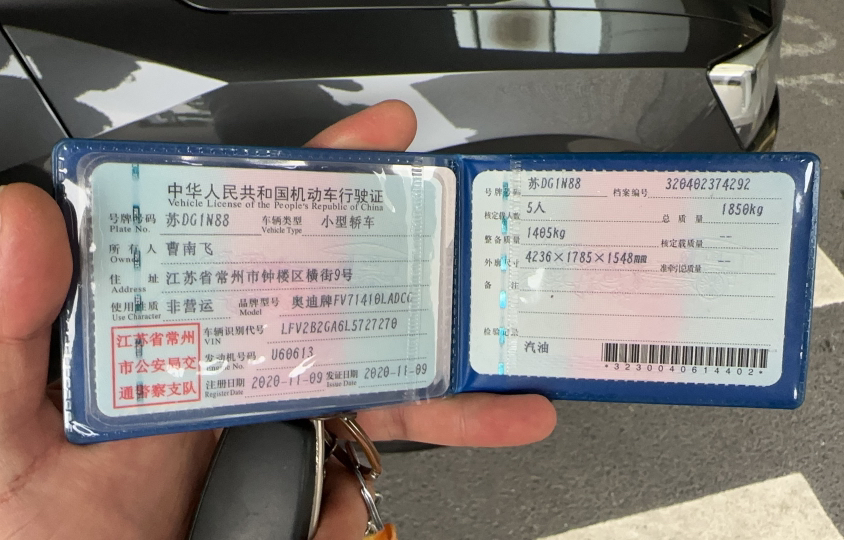 中华人民共和国机动车行驶证
Vehicle License of the People's Republic of China
号牌号码 苏DG1N88 车辆类型 小型轿车
Plate No. Vehicle Type
所有人 曹南飞
Owner
住址 江苏省常州市钟楼区横街9号
Address
使用性质 非营运 品牌型号 奥迪牌FV71410LADCG
Use Character Model
江苏省常州
市公安局交
通警察支队
车辆识别代号 LFV2B2GA6L5727270
VIN
发动机号码 U60613
Engine No.
注册日期 2020-11-09 发证日期 2020-11-09
Register Date Issue Date
号牌号码 苏DG1N88 档案编号 320402374292
核定载人数 5人 总质量 1850kg
整备质量 1405kg 核定载质量 --
外廓尺寸 4236×1785×1548mm 准牵引总质量 --
备注
检验记录
汽油
*3230040614402*